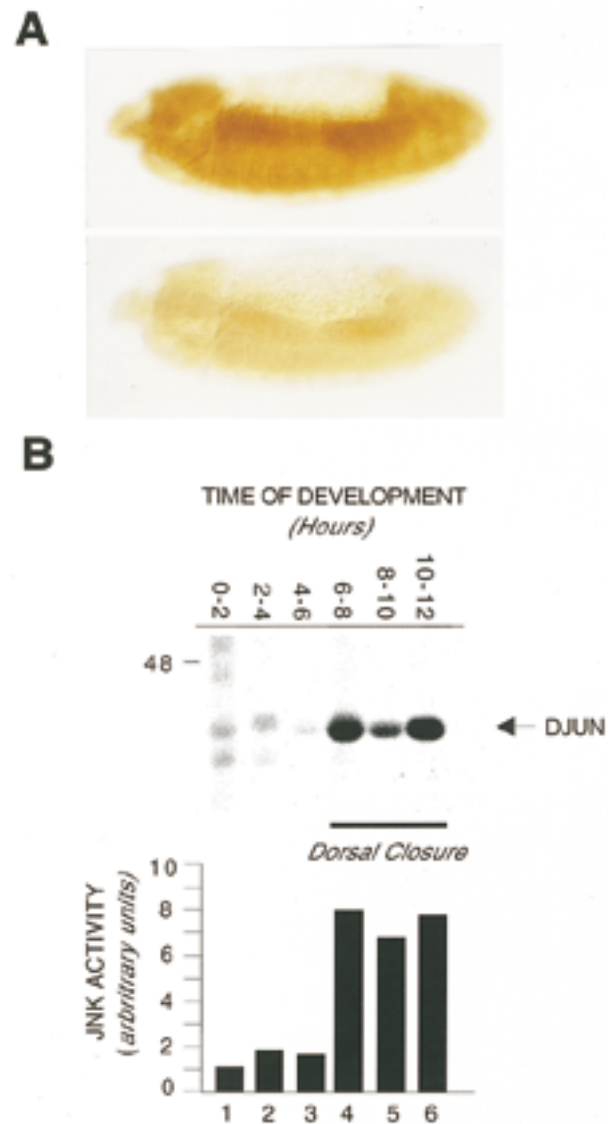 A
B
TIME OF DEVELOPMENT
(Hours)
0-2
2-4
4-6
6-8
8-10
10-12
48
DJUN
Dorsal Closure
JNK ACTIVITY
(arbritrary units)
10
8
6
4
2
0
1 2 3 4 5 6